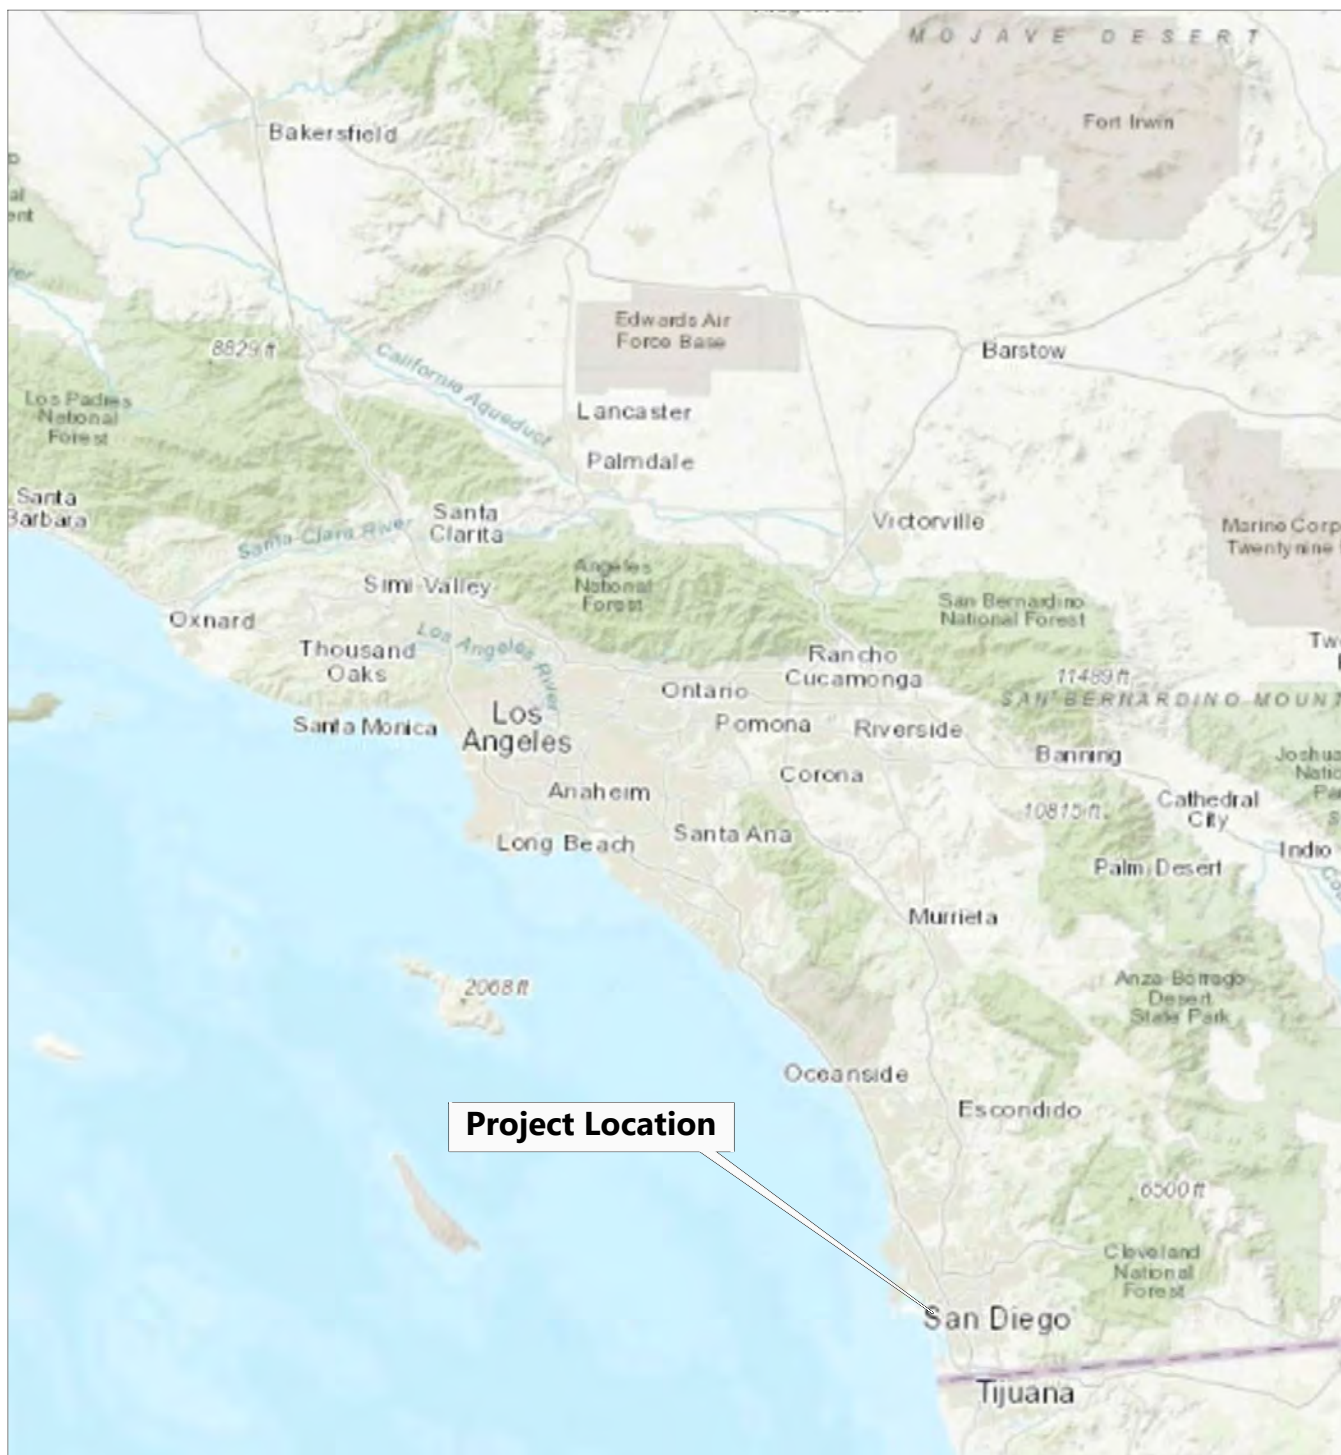 MOJAVE DESERT
Fort Irwin
Bakersfield
Edwards Air
Force Base
8829 ft
California Aqueduct
Barstow
Los Padres
National
Forest
Lancaster
Palmdale
Santa
Barbara
Santa
Clarita
Santa Clara River
Victorville
Marine Corp
Twentynine
Angeles
National
Forest
Simi Valley
San Bernardino
National Forest
Oxnard
Los Angeles River
Thousand
Oaks
Rancho
Cucamonga
11489 ft
Ontario
SAN BERNARDINO MOUNT
Santa Monica
Los
Angeles
Pomona
Riverside
Banning
Joshua
Natio
Pa
Corona
Anaheim
Cathedral
City
10815 ft
Long Beach
Santa Ana
Indio
Palm Desert
Murrieta
2068 ft
Anza-Borrego
Desert
State Park
Oceanside
Escondido
Project Location
6500 ft
Cleveland
National
Forest
San Diego
Tijuana